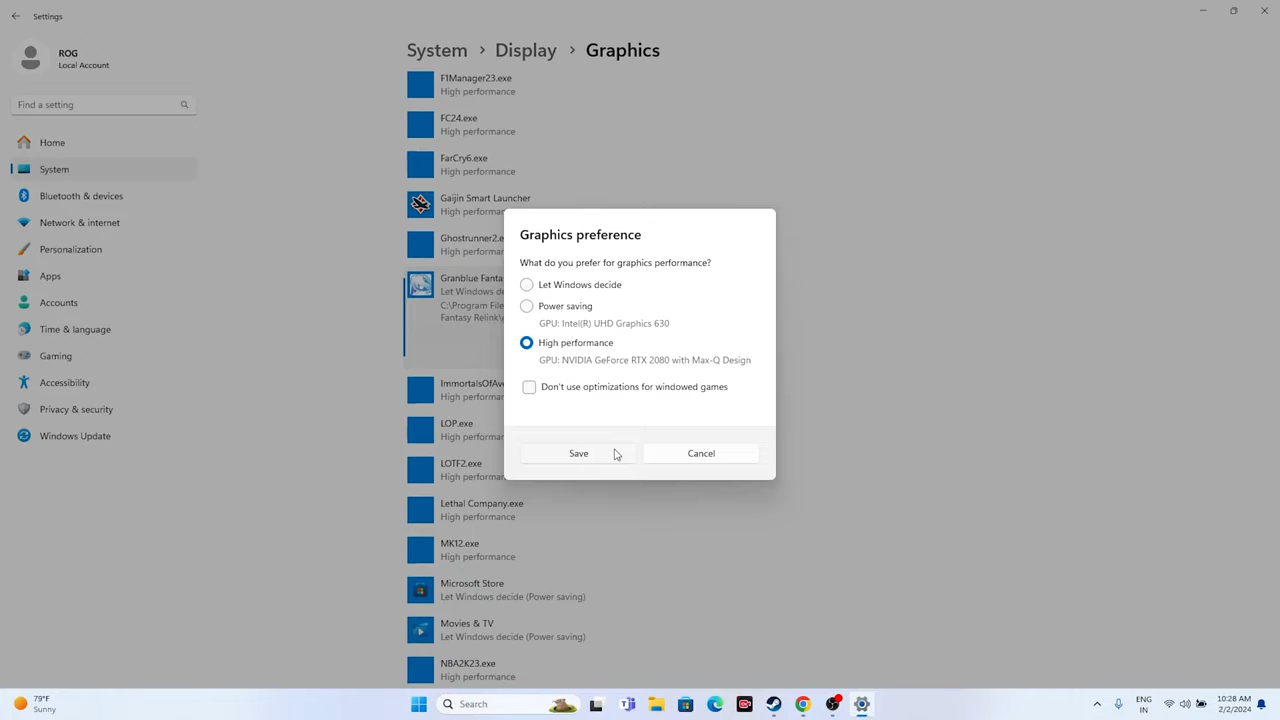 Settings
ROG
Local Account
Find a setting
Home
System
Bluetooth & devices
Network & internet
Personalization
Apps
Accounts
Time & language
Gaming
Accessibility
Privacy & security
Windows Update
System > Display > Graphics
F1Manager23.exe
High performance
FC24.exe
High performance
FarCry6.exe
High performance
Gaijin Smart Launcher
High performa
Ghostrunner2.e
High performa
Granblue Fanta
Let Windows de
C:\Program File
Fantasy Relink\
ImmortalsOfAve
High performa
LOP.exe
High performa
LOTF2.exe
High performa
Lethal Company.exe
High performance
MK12.exe
High performance
Microsoft Store
Let Windows decide (Power saving)
Movies & TV
Let Windows decide (Power saving)
NBA2K23.exe
High performance
Graphics preference
What do you prefer for graphics performance?
Let Windows decide
Power saving
GPU: Intel(R) UHD Graphics 630
High performance
GPU: NVIDIA GeForce RTX 2080 with Max-Q Design
Don't use optimizations for windowed games
Save
Cancel
79°F
Sunny
Search
ENG
IN
10:28 AM
2/2/2024